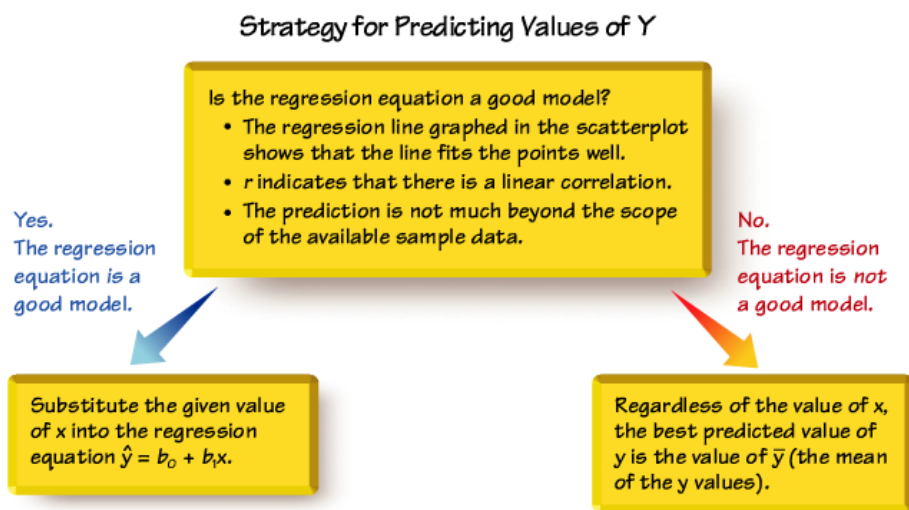 Strategy for Predicting Values of Y
Is the regression equation a good model?
• The regression line graphed in the scatterplot
shows that the line fits the points well.
• r indicates that there is a linear correlation.
• The prediction is not much beyond the scope
of the available sample data.
Yes.
The regression
equation is a
good model.
No.
The regression
equation is not
a good model.
Substitute the given value
of x into the regression
equation ŷ = b₀ + b₁x.
Regardless of the value of x,
the best predicted value of
y is the value of ȳ (the mean
of the y values).